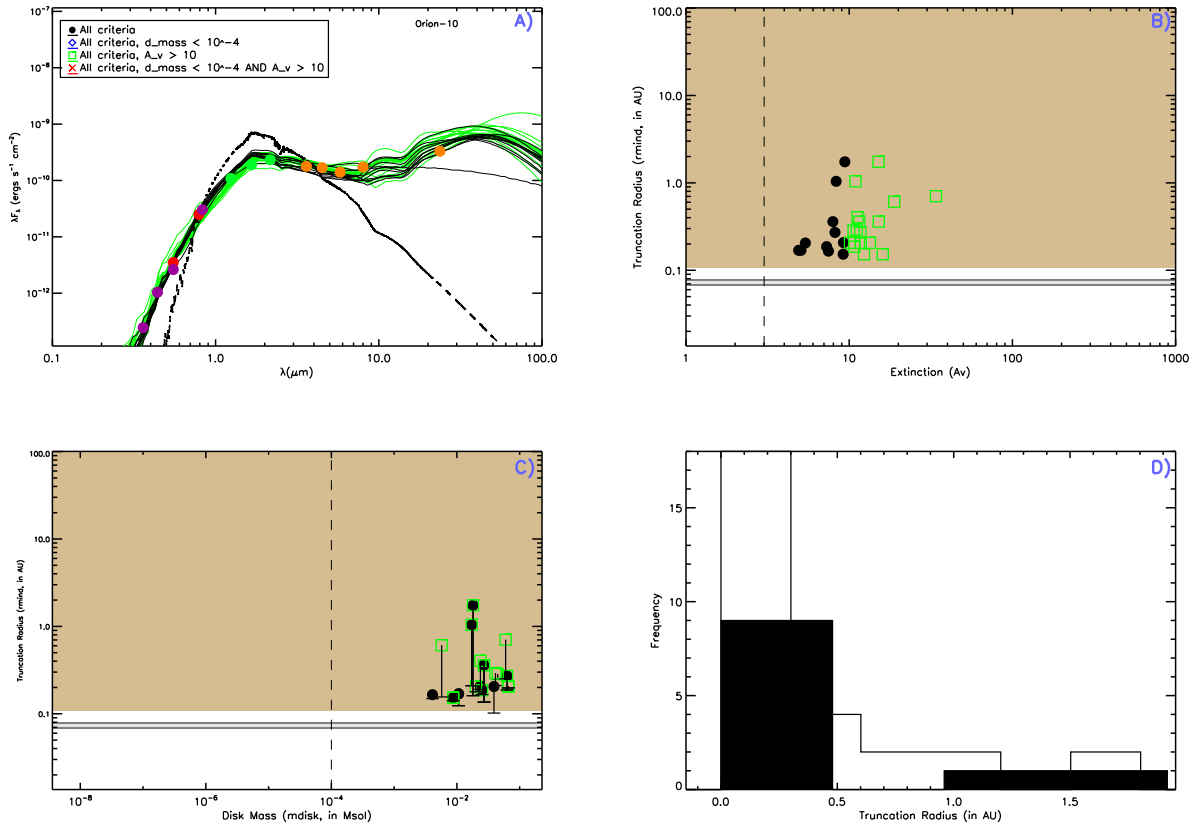 A)
Orion-10
All criteria
All criteria, d_mass < 10^-4
All criteria, A_v > 10
All criteria, d_mass < 10^-4 AND A_v > 10
10⁻⁷
10⁻⁸
10⁻⁹
10⁻¹⁰
10⁻¹¹
10⁻¹²
λFλ (ergs s⁻¹ cm⁻²)
0.1 1.0 10.0 100.0
λ(μm)
B)
100.0
10.0
1.0
0.1
Truncation Radius (rmind, in AU)
1 10 100 1000
Extinction (Av)
C)
100.0
10.0
1.0
0.1
Truncation Radius (rmind, in AU)
10⁻⁸ 10⁻⁶ 10⁻⁴ 10⁻²
Disk Mass (mdisk, in Msol)
D)
15
10
5
0
Frequency
0.0 0.5 1.0 1.5
Truncation Radius (in AU)